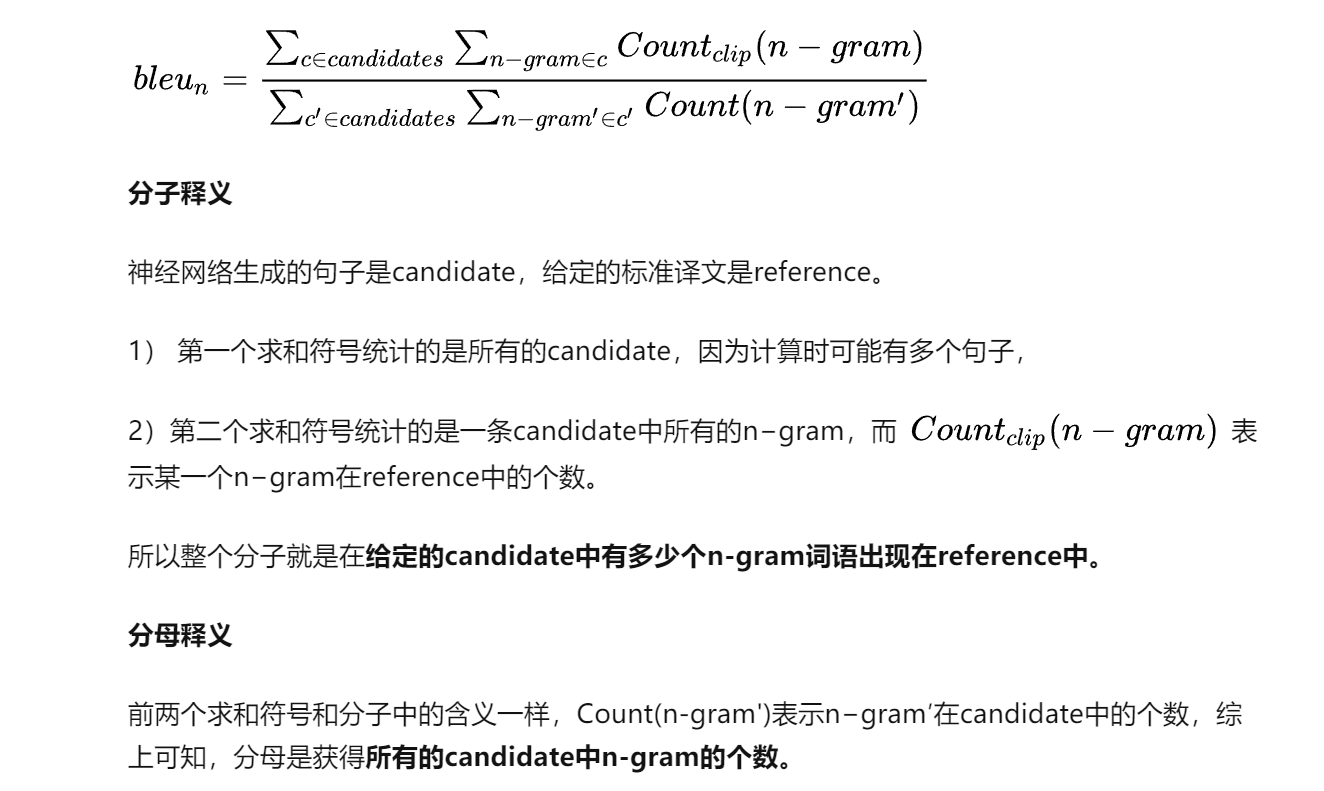 bleu_n = \frac{\sum_{c \in candidates} \sum_{n-gram \in c} Count_{clip}(n-gram)}{\sum_{c' \in candidates} \sum_{n-gram' \in c'} Count(n-gram')}
分子释义
神经网络生成的句子是candidate，给定的标准译文是reference。
1） 第一个求和符号统计的是所有的candidate，因为计算时可能有多个句子，
2）第二个求和符号统计的是一条candidate中所有的n−gram，而 Count_{clip}(n-gram) 表
示某一个n−gram在reference中的个数。
所以整个分子就是在给定的candidate中有多少个n-gram词语出现在reference中。
分母释义
前两个求和符号和分子中的含义一样，Count(n-gram')表示n−gram′在candidate中的个数，综
上可知，分母是获得所有的candidate中n-gram的个数。